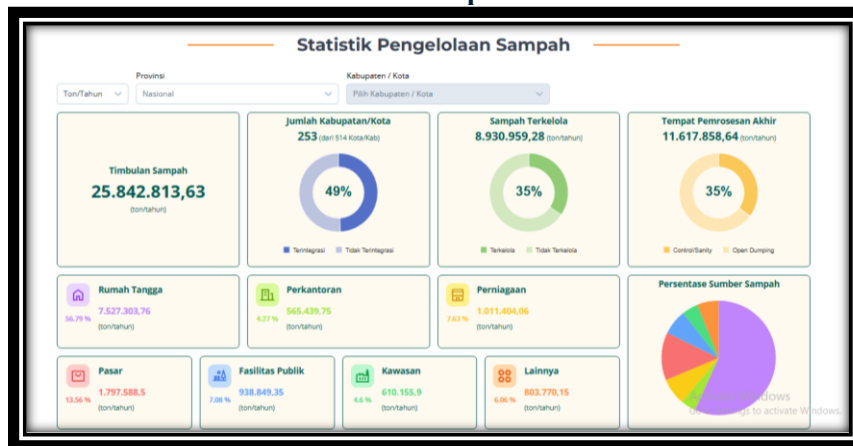 Statistik Pengelolaan Sampah
Provinsi
Kabupaten / Kota
Ton/Tahun
Nasional
Pilih Kabupaten / Kota
Timbulan Sampah
25.842.813,63
(ton/tahun)
Jumlah Kabupatan/Kota
253 (dari 514 Kota/Kab)
49%
Terintegrasi
Tidak Terintegrasi
Sampah Terkelola
8.930.959,28 (ton/tahun)
35%
Terkelola
Tidak Terkelola
Tempat Pemrosesan Akhir
11.617.858,64 (ton/tahun)
35%
Control/Sanity
Open Dumping
Rumah Tangga
56.79 %
7.527.303,76
(ton/tahun)
Perkantoran
4.27 %
565.439,75
(ton/tahun)
Perniagaan
7.63 %
1.011.404,06
(ton/tahun)
Persentase Sumber Sampah
Pasar
13.56 %
1.797.588,5
(ton/tahun)
Fasilitas Publik
7.08 %
938.849,35
(ton/tahun)
Kawasan
4.6 %
610.155,9
(ton/tahun)
Lainnya
6.06 %
803.770,15
(ton/tahun)
to activate Windows.